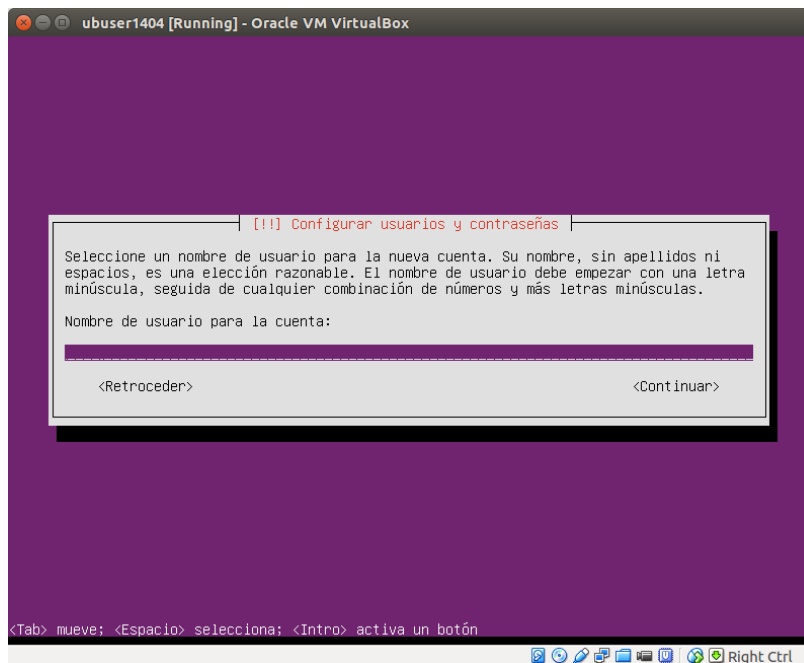 ubuser1404 [Running] - Oracle VM VirtualBox
[!!] Configurar usuarios y contraseñas
Seleccione un nombre de usuario para la nueva cuenta. Su nombre, sin apellidos ni
espacios, es una elección razonable. El nombre de usuario debe empezar con una letra
minúscula, seguida de cualquier combinación de números y más letras minúsculas.
Nombre de usuario para la cuenta:
<Retroceder> <Continuar>
<Tab> mueve; <Espacio> selecciona; <Intro> activa un botón
Right Ctrl